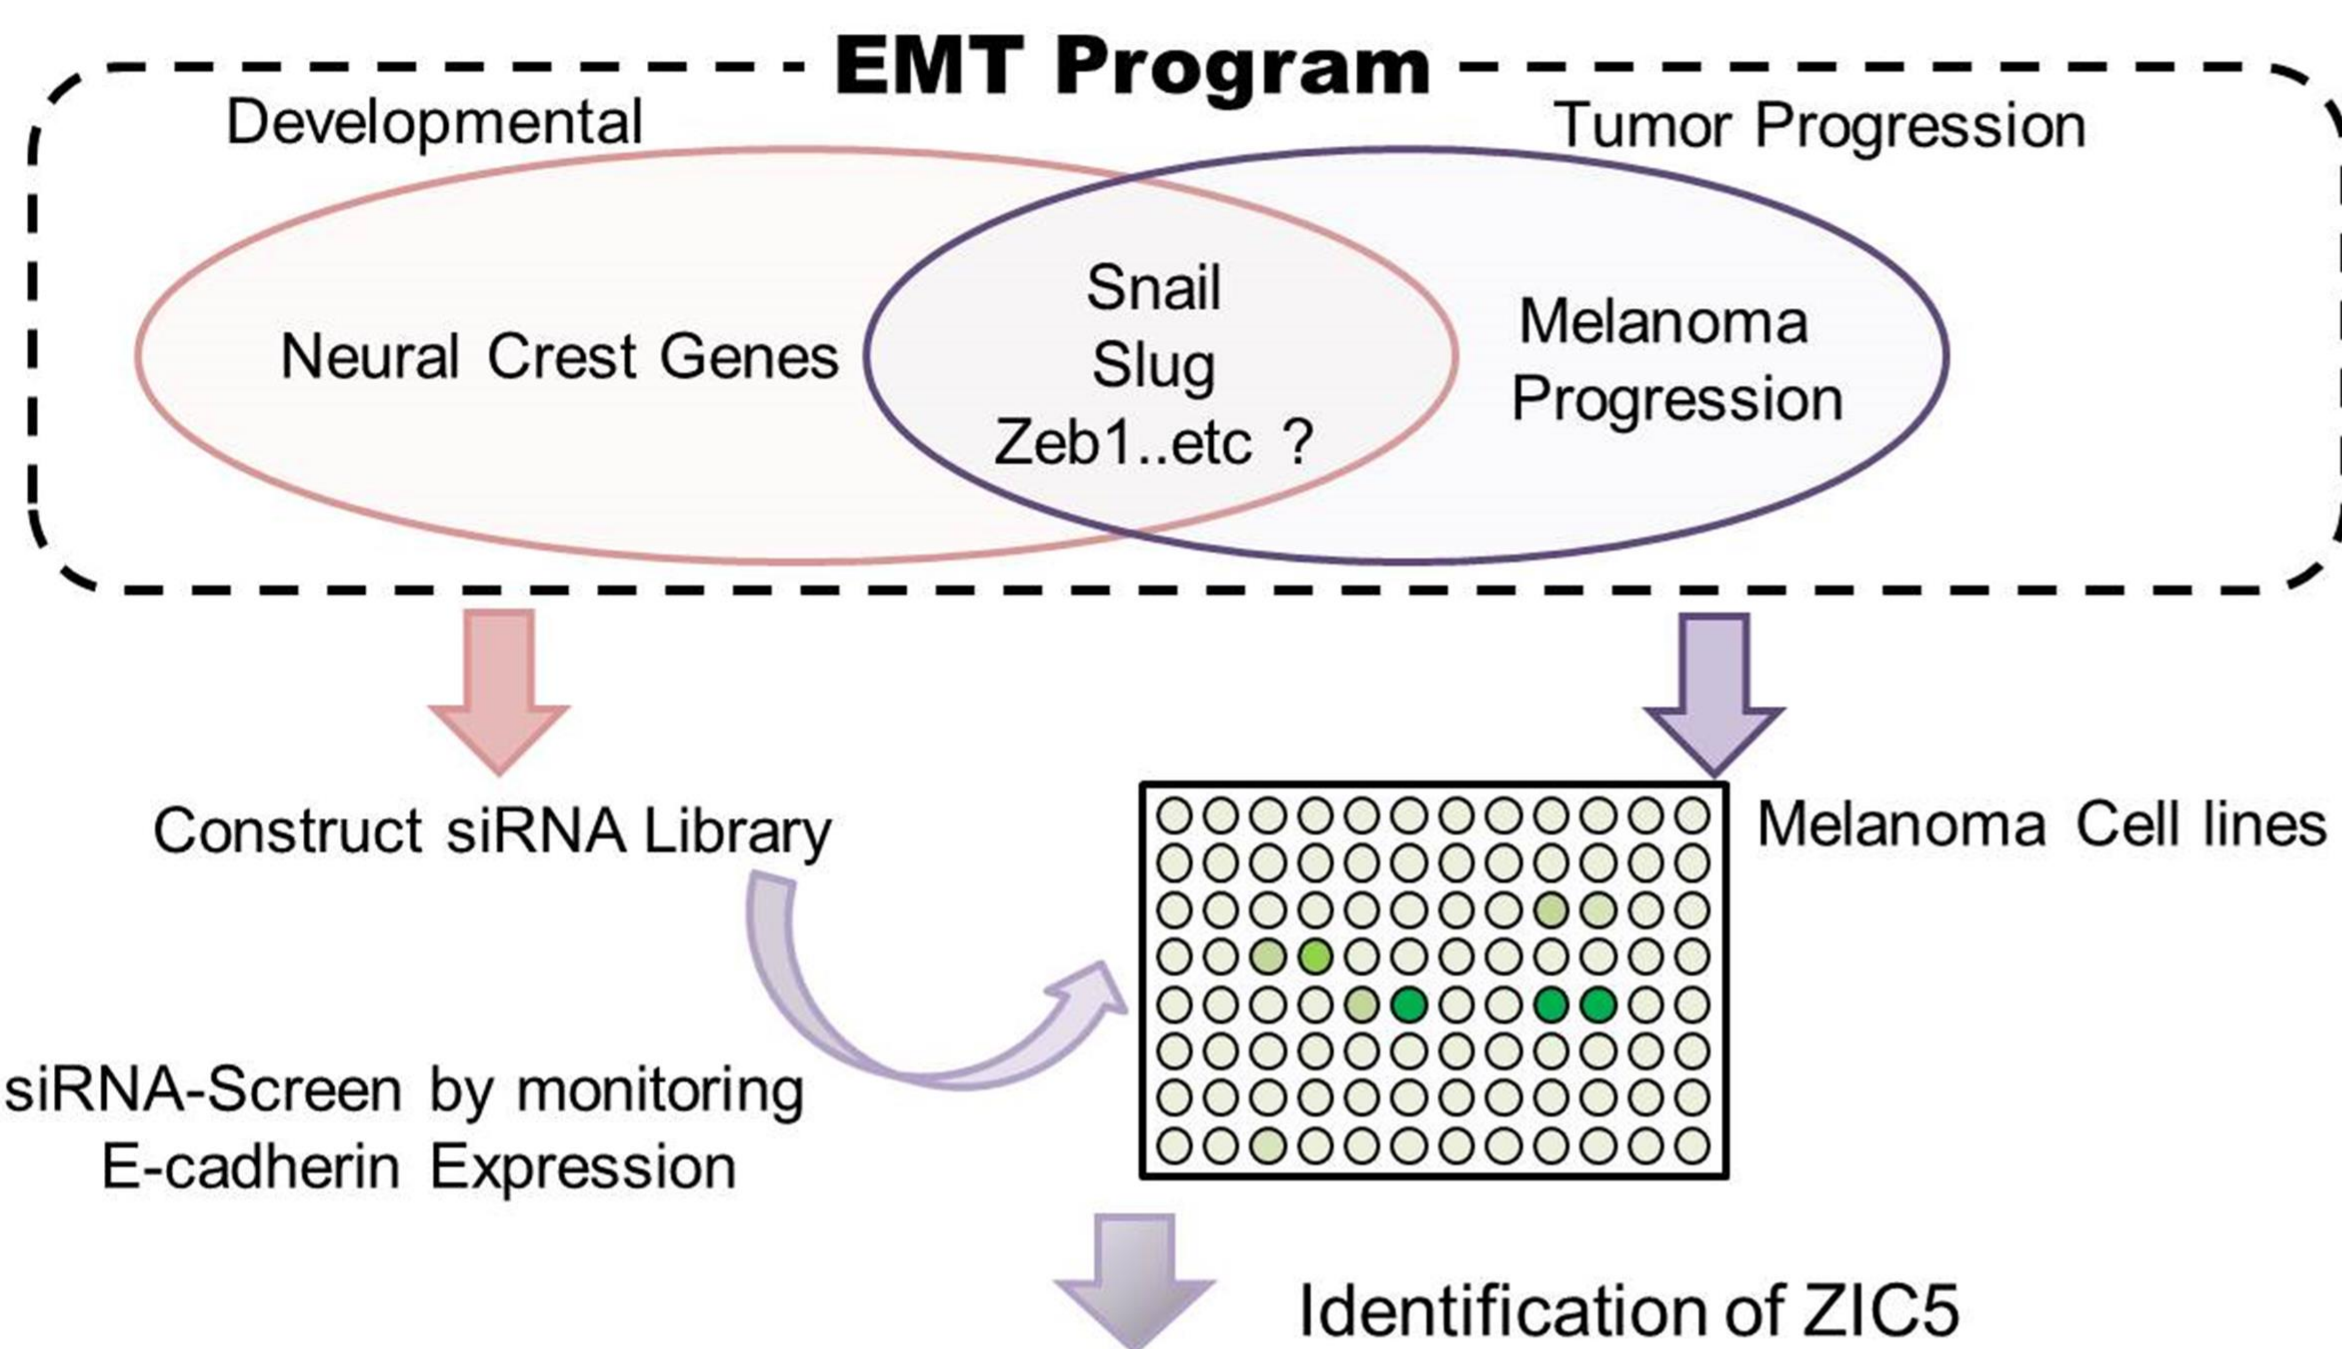 EMT Program
Developmental
Tumor Progression
Neural Crest Genes
Snail
Slug
Zeb1..etc ?
Melanoma
Progression
Construct siRNA Library
Melanoma Cell lines
siRNA-Screen by monitoring
E-cadherin Expression
Identification of ZIC5